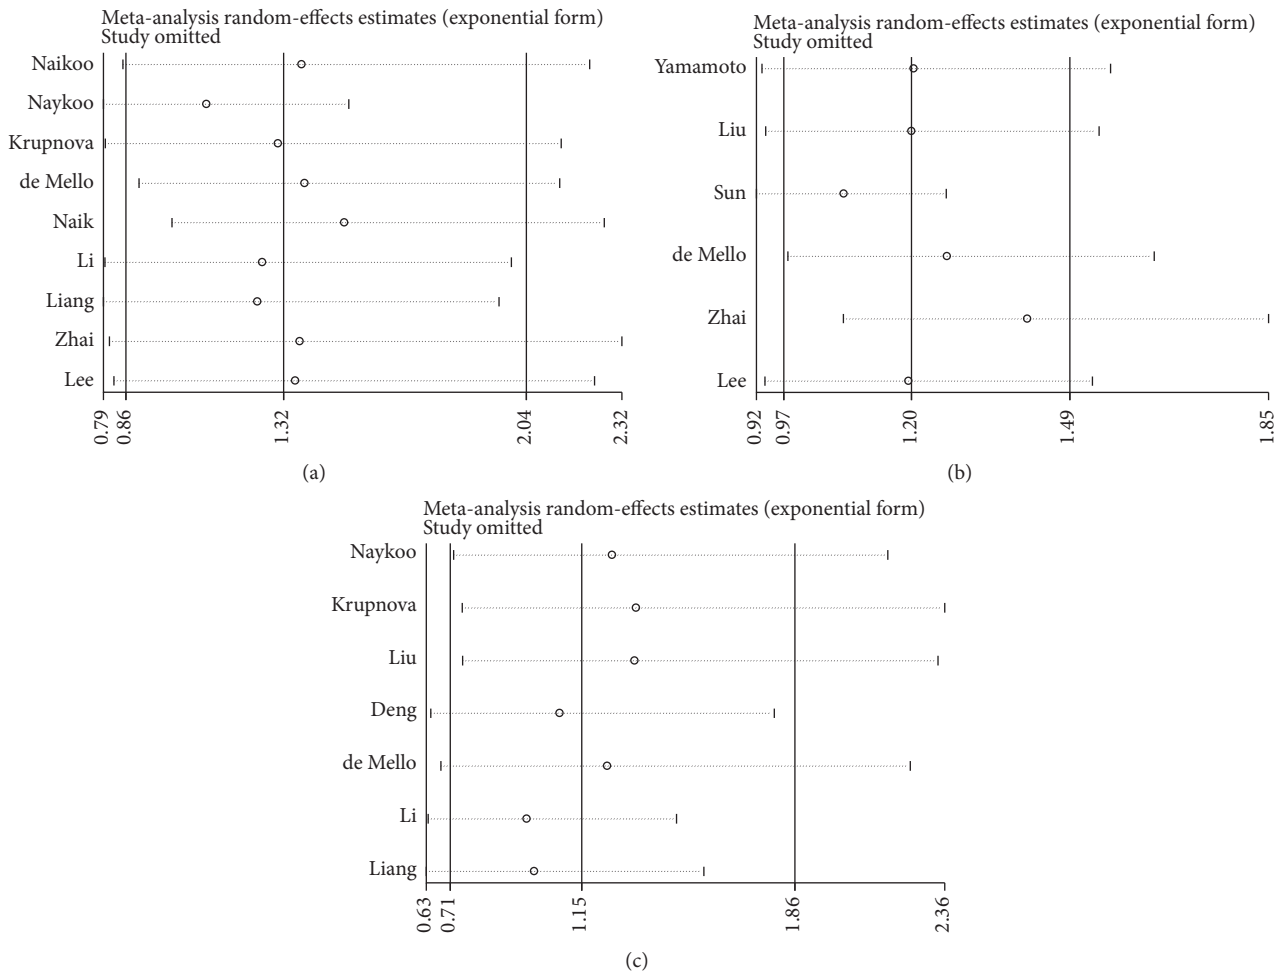 Meta-analysis random-effects estimates (exponential form)
Study omitted
Naikoo
Naykoo
Krupnova
de Mello
Naik
Li
Liang
Zhai
Lee
0.79
0.86
1.32
2.04
2.32
(a)
Meta-analysis random-effects estimates (exponential form)
Study omitted
Yamamoto
Liu
Sun
de Mello
Zhai
Lee
0.92
0.97
1.20
1.49
1.85
(b)
Meta-analysis random-effects estimates (exponential form)
Study omitted
Naykoo
Krupnova
Liu
Deng
de Mello
Li
Liang
0.63
0.71
1.15
1.86
2.36
(c)